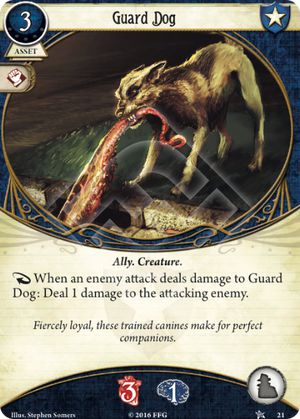 Guard Dog
3
ASSET
Ally. Creature.
When an enemy attack deals damage to Guard
Dog: Deal 1 damage to the attacking enemy.
Fiercely loyal, these trained canines make for perfect
companions.
3 1
Illus. Stephen Somers © 2016 FFG 21